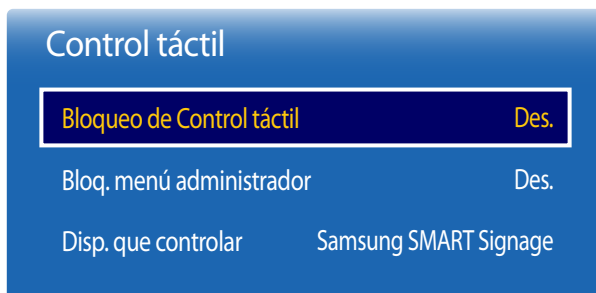 Control táctil
Bloqueo de Control táctil Des.
Bloq. menú administrador Des.
Disp. que controlar Samsung SMART Signage